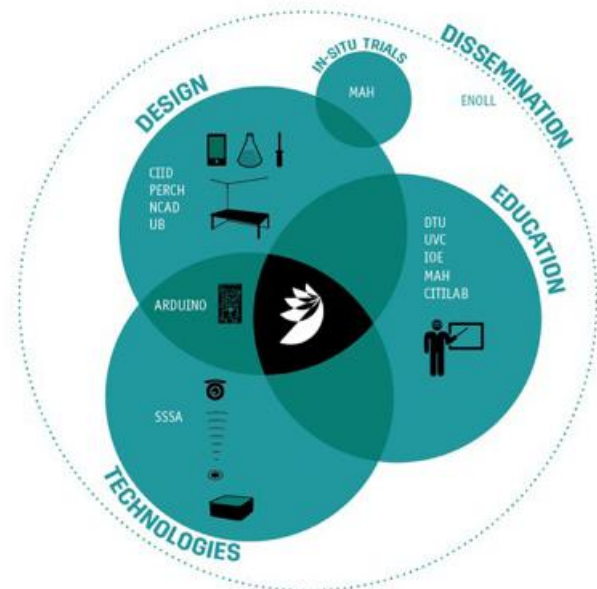 IN-SITU TRIALS
MAH
DISSEMINATION
ENOLL
DESIGN
CIID
PERCH
NCAD
UB
EDUCATION
DTU
UVC
IOE
MAH
CITILAB
ARDUINO
SSSA
TECHNOLOGIES